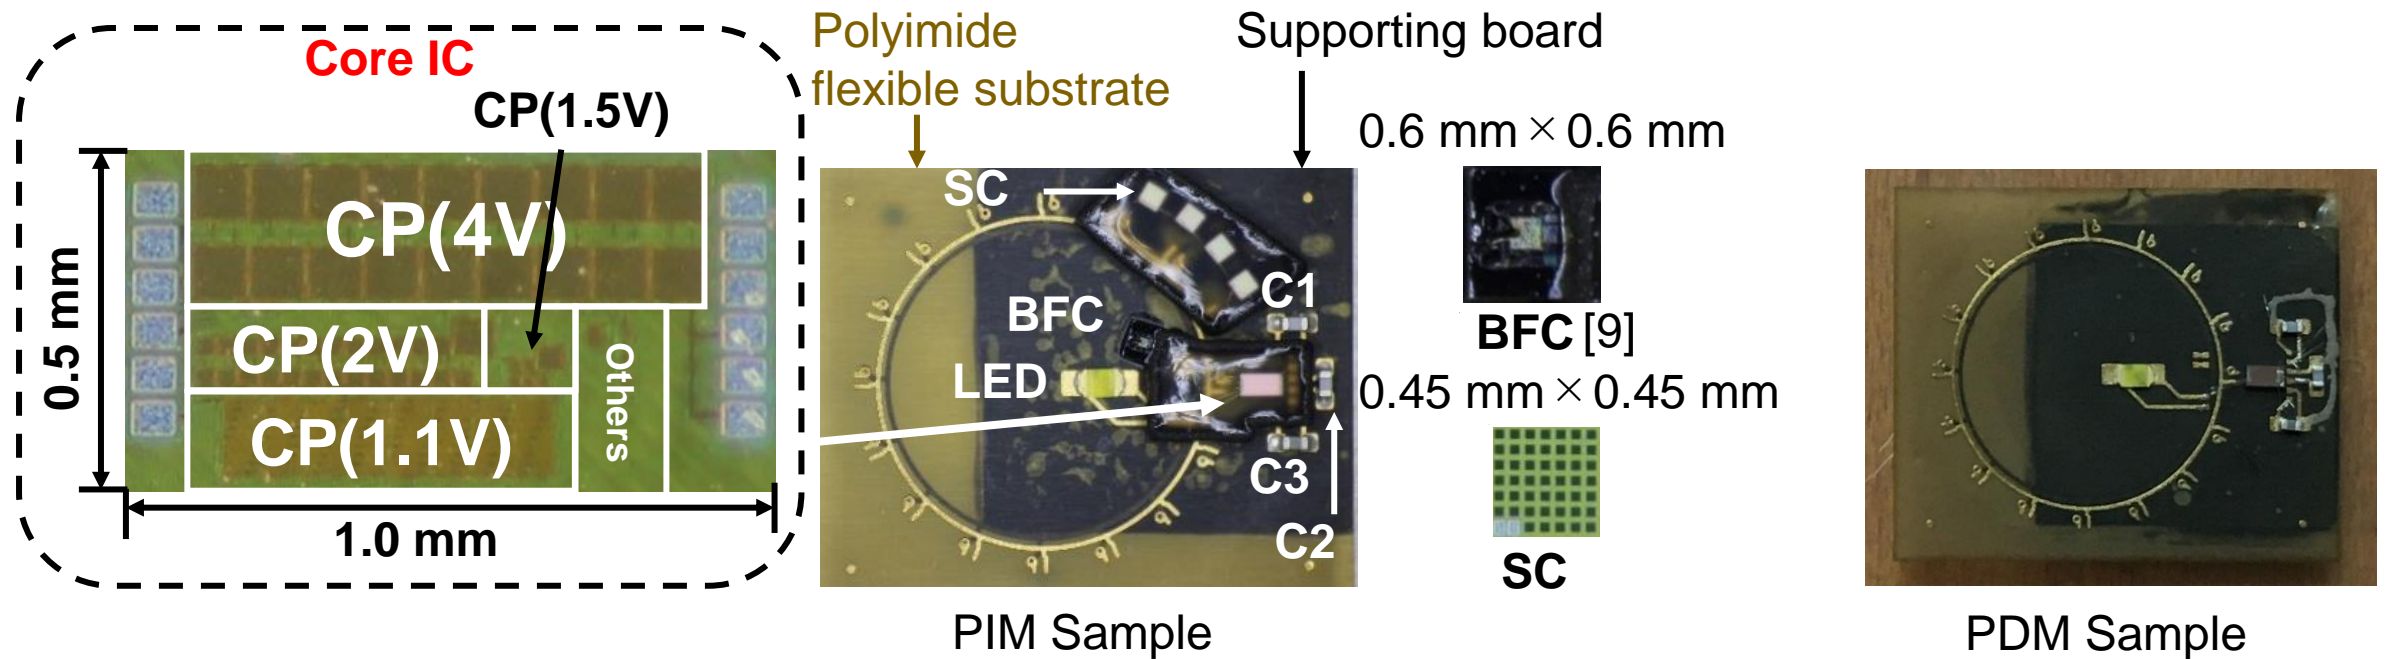 Core IC
CP(1.5V)
CP(4V)
CP(2V)
CP(1.1V)
Others
0.5 mm
1.0 mm
Polyimide
flexible substrate
Supporting board
SC
BFC
LED
C1
C3
C2
PIM Sample
0.6 mm×0.6 mm
BFC [9]
0.45 mm×0.45 mm
SC
PDM Sample